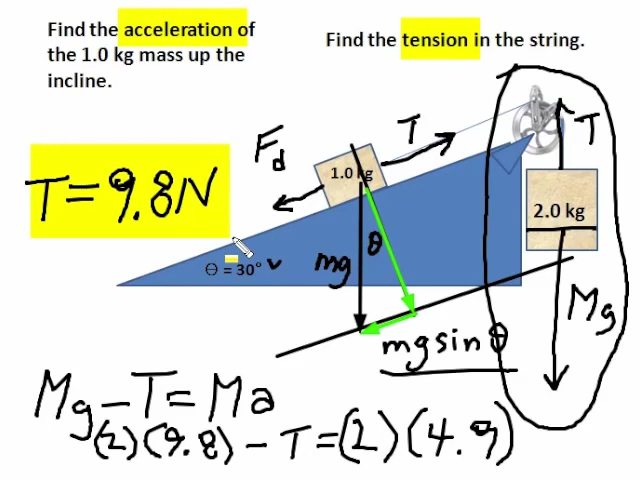 Find the acceleration of
the 1.0 kg mass up the
incline.
Find the tension in the string.
T = 9.8N
F_d
T
1.0 kg
T
2.0 kg
θ
mg
Θ = 30°
Mg
mg sin θ
Mg - T = Ma
(2)(9.8) - T = (2)(4.9)